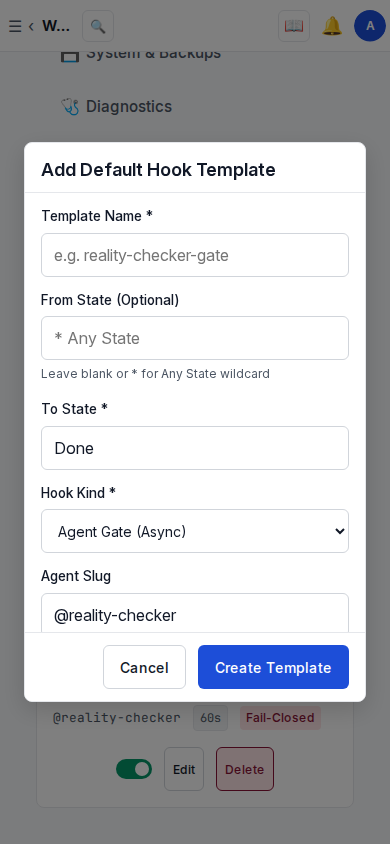 W...
A
System & Backups
Diagnostics
Add Default Hook Template
Template Name *
e.g. reality-checker-gate
From State (Optional)
* Any State
Leave blank or * for Any State wildcard
To State *
Done
Hook Kind *
Agent Gate (Async)
Agent Slug
@reality-checker
Cancel
Create Template
@reality-checker 60s Fail-Closed
Edit Delete